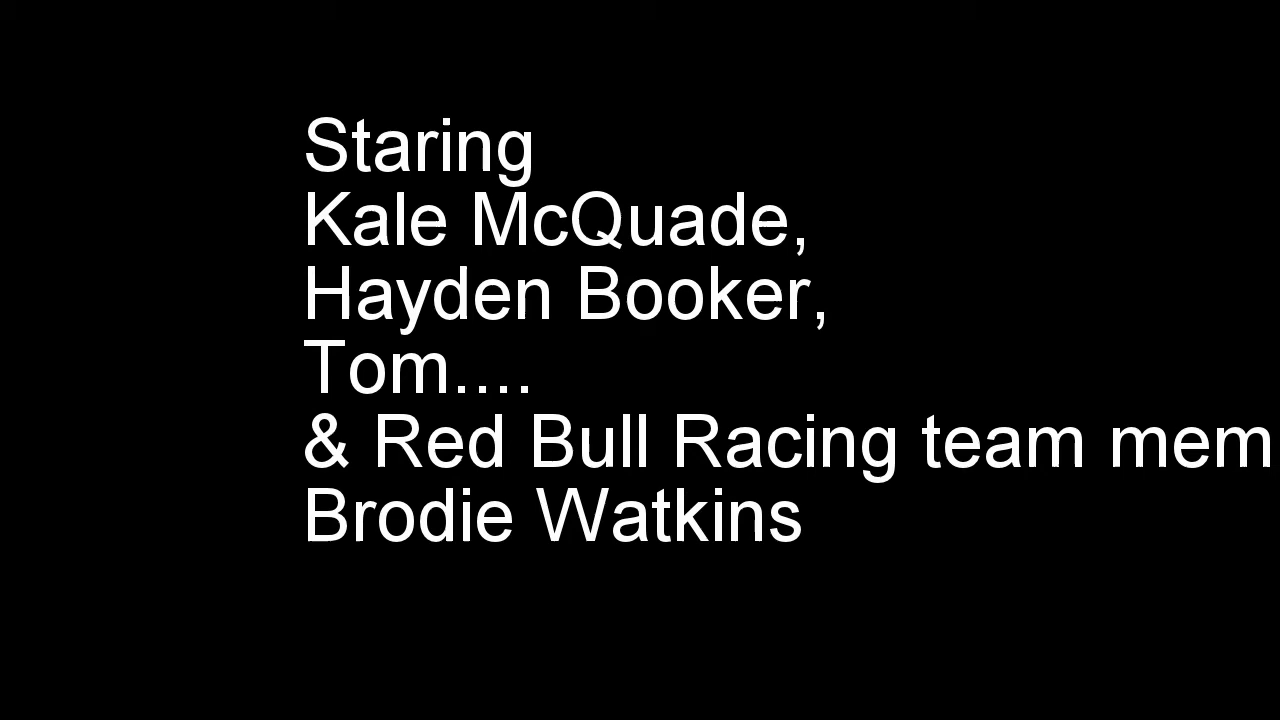 Staring
Kale McQuade,
Hayden Booker,
Tom....
& Red Bull Racing team mem
Brodie Watkins